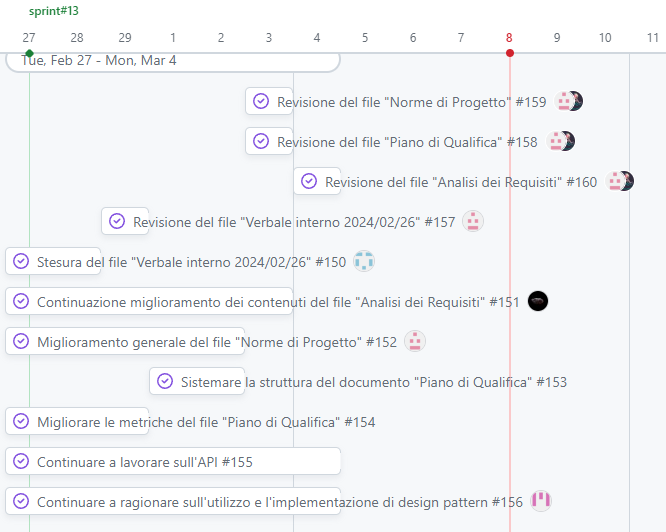 sprint#13
27 28 29 1 2 3 4 5 6 7 8 9 10 11
Tue, Feb 27 - Mon, Mar 4
Revisione del file "Norme di Progetto" #159
Revisione del file "Piano di Qualifica" #158
Revisione del file "Analisi dei Requisiti" #160
Revisione del file "Verbale interno 2024/02/26" #157
Stesura del file "Verbale interno 2024/02/26" #150
Continuazione miglioramento dei contenuti del file "Analisi dei Requisiti" #151
Miglioramento generale del file "Norme di Progetto" #152
Sistemare la struttura del documento "Piano di Qualifica" #153
Migliorare le metriche del file "Piano di Qualifica" #154
Continuare a lavorare sull'API #155
Continuare a ragionare sull'utilizzo e l'implementazione di design pattern #156